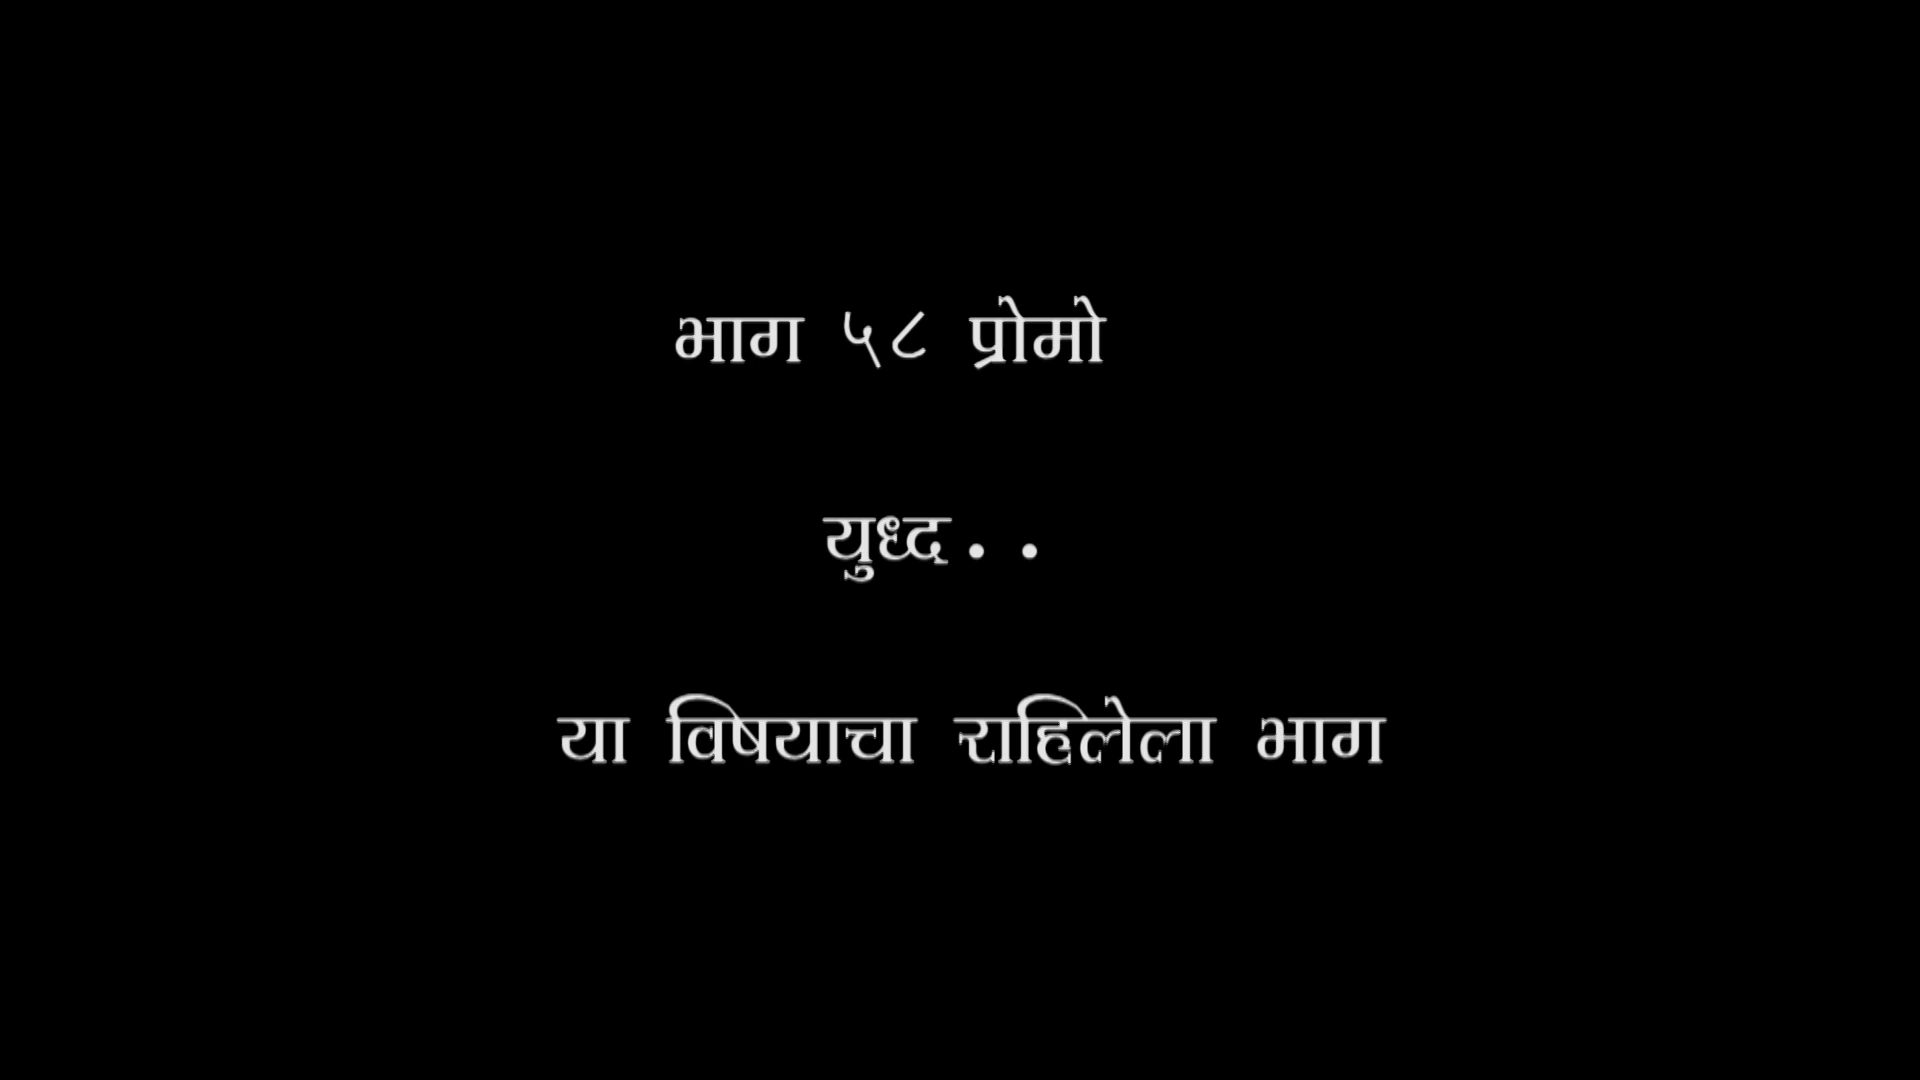 भाग ५८ प्रोमो
युध्द..
या विषयाचा राहिलेला भाग